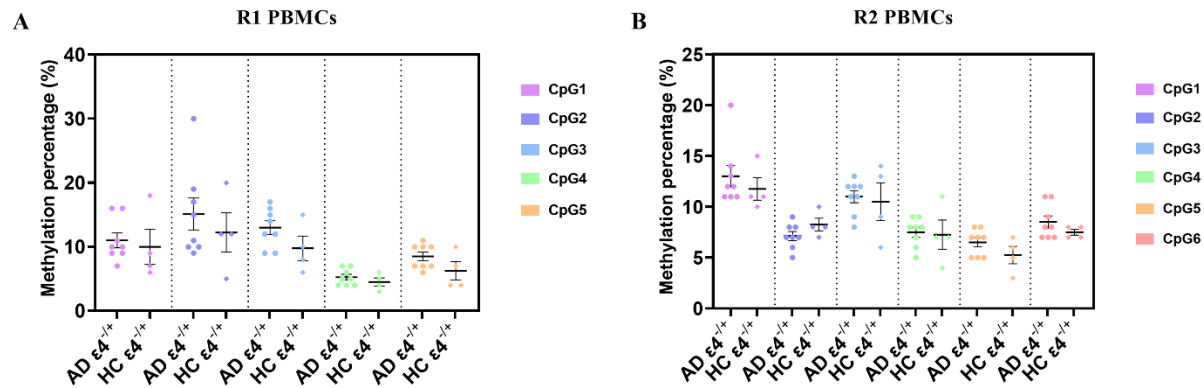 A
R1 PBMCs
Methylation percentage (%)
40
30
20
10
0
AD ε4-/+
HC ε4-/+
AD ε4-/+
HC ε4-/+
AD ε4-/+
HC ε4-/+
AD ε4-/+
HC ε4-/+
AD ε4-/+
HC ε4-/+
CpG1
CpG2
CpG3
CpG4
CpG5
B
R2 PBMCs
Methylation percentage (%)
25
20
15
10
5
0
AD ε4-/+
HC ε4-/+
AD ε4-/+
HC ε4-/+
AD ε4-/+
HC ε4-/+
AD ε4-/+
HC ε4-/+
AD ε4-/+
HC ε4-/+
AD ε4-/+
HC ε4-/+
CpG1
CpG2
CpG3
CpG4
CpG5
CpG6